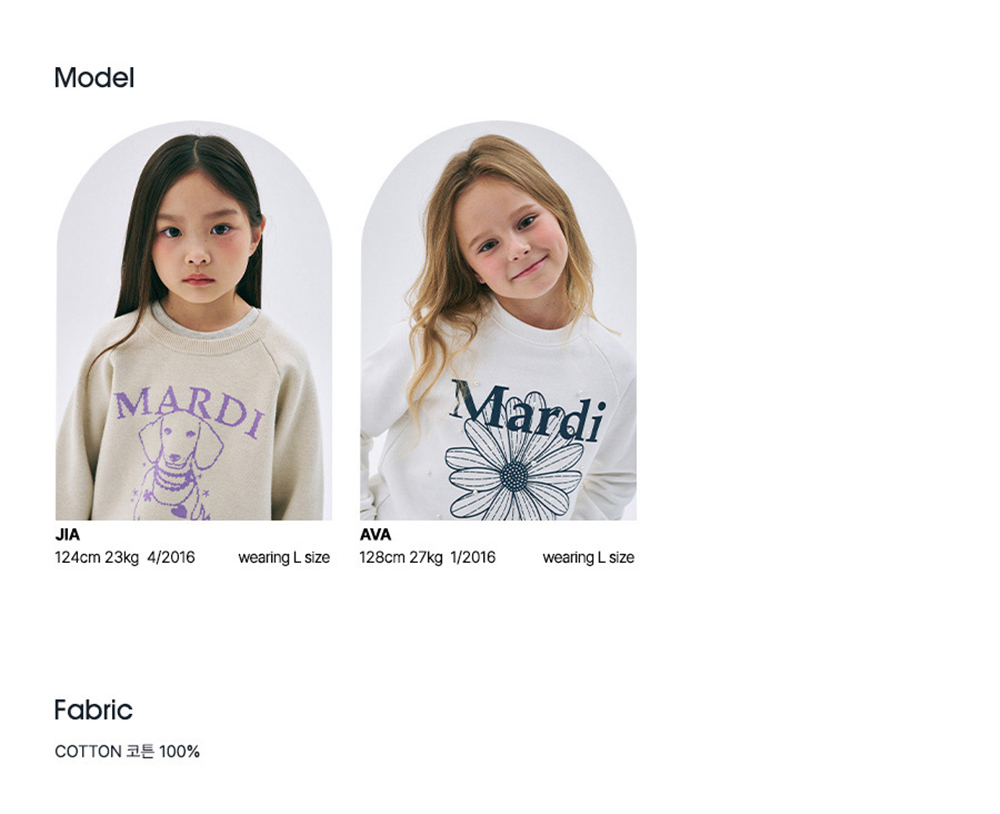 Model
MARDI
Mardi
JIA
124cm 23kg 4/2016 wearing L size
AVA
128cm 27kg 1/2016 wearing L size
Fabric
COTTON 코튼 100%